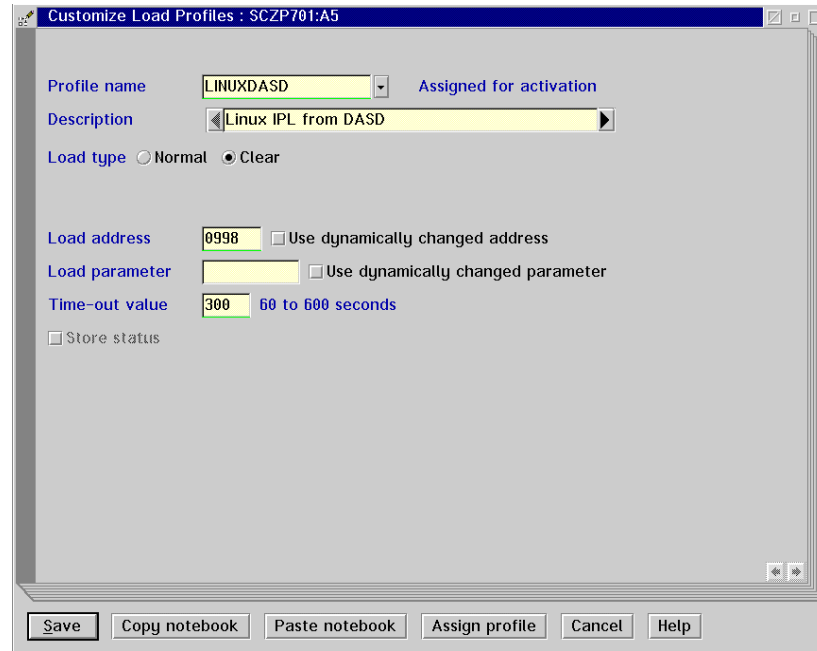 Customize Load Profiles : SCZP701:A5
Profile name LINUXDASD Assigned for activation
Description Linux IPL from DASD
Load type Normal Clear
Load address 0998 Use dynamically changed address
Load parameter Use dynamically changed parameter
Time-out value 300 60 to 600 seconds
Store status
Save Copy notebook Paste notebook Assign profile Cancel Help